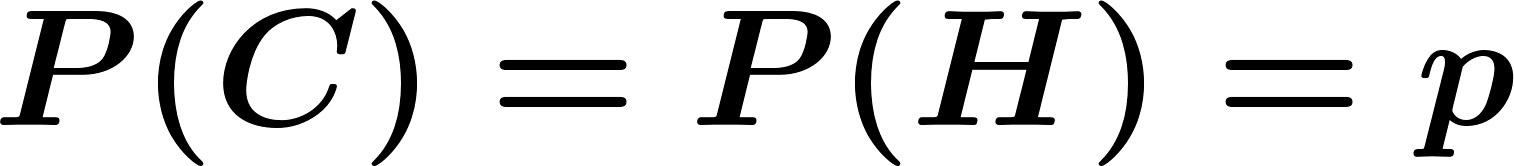 P(C) = P(H) = p